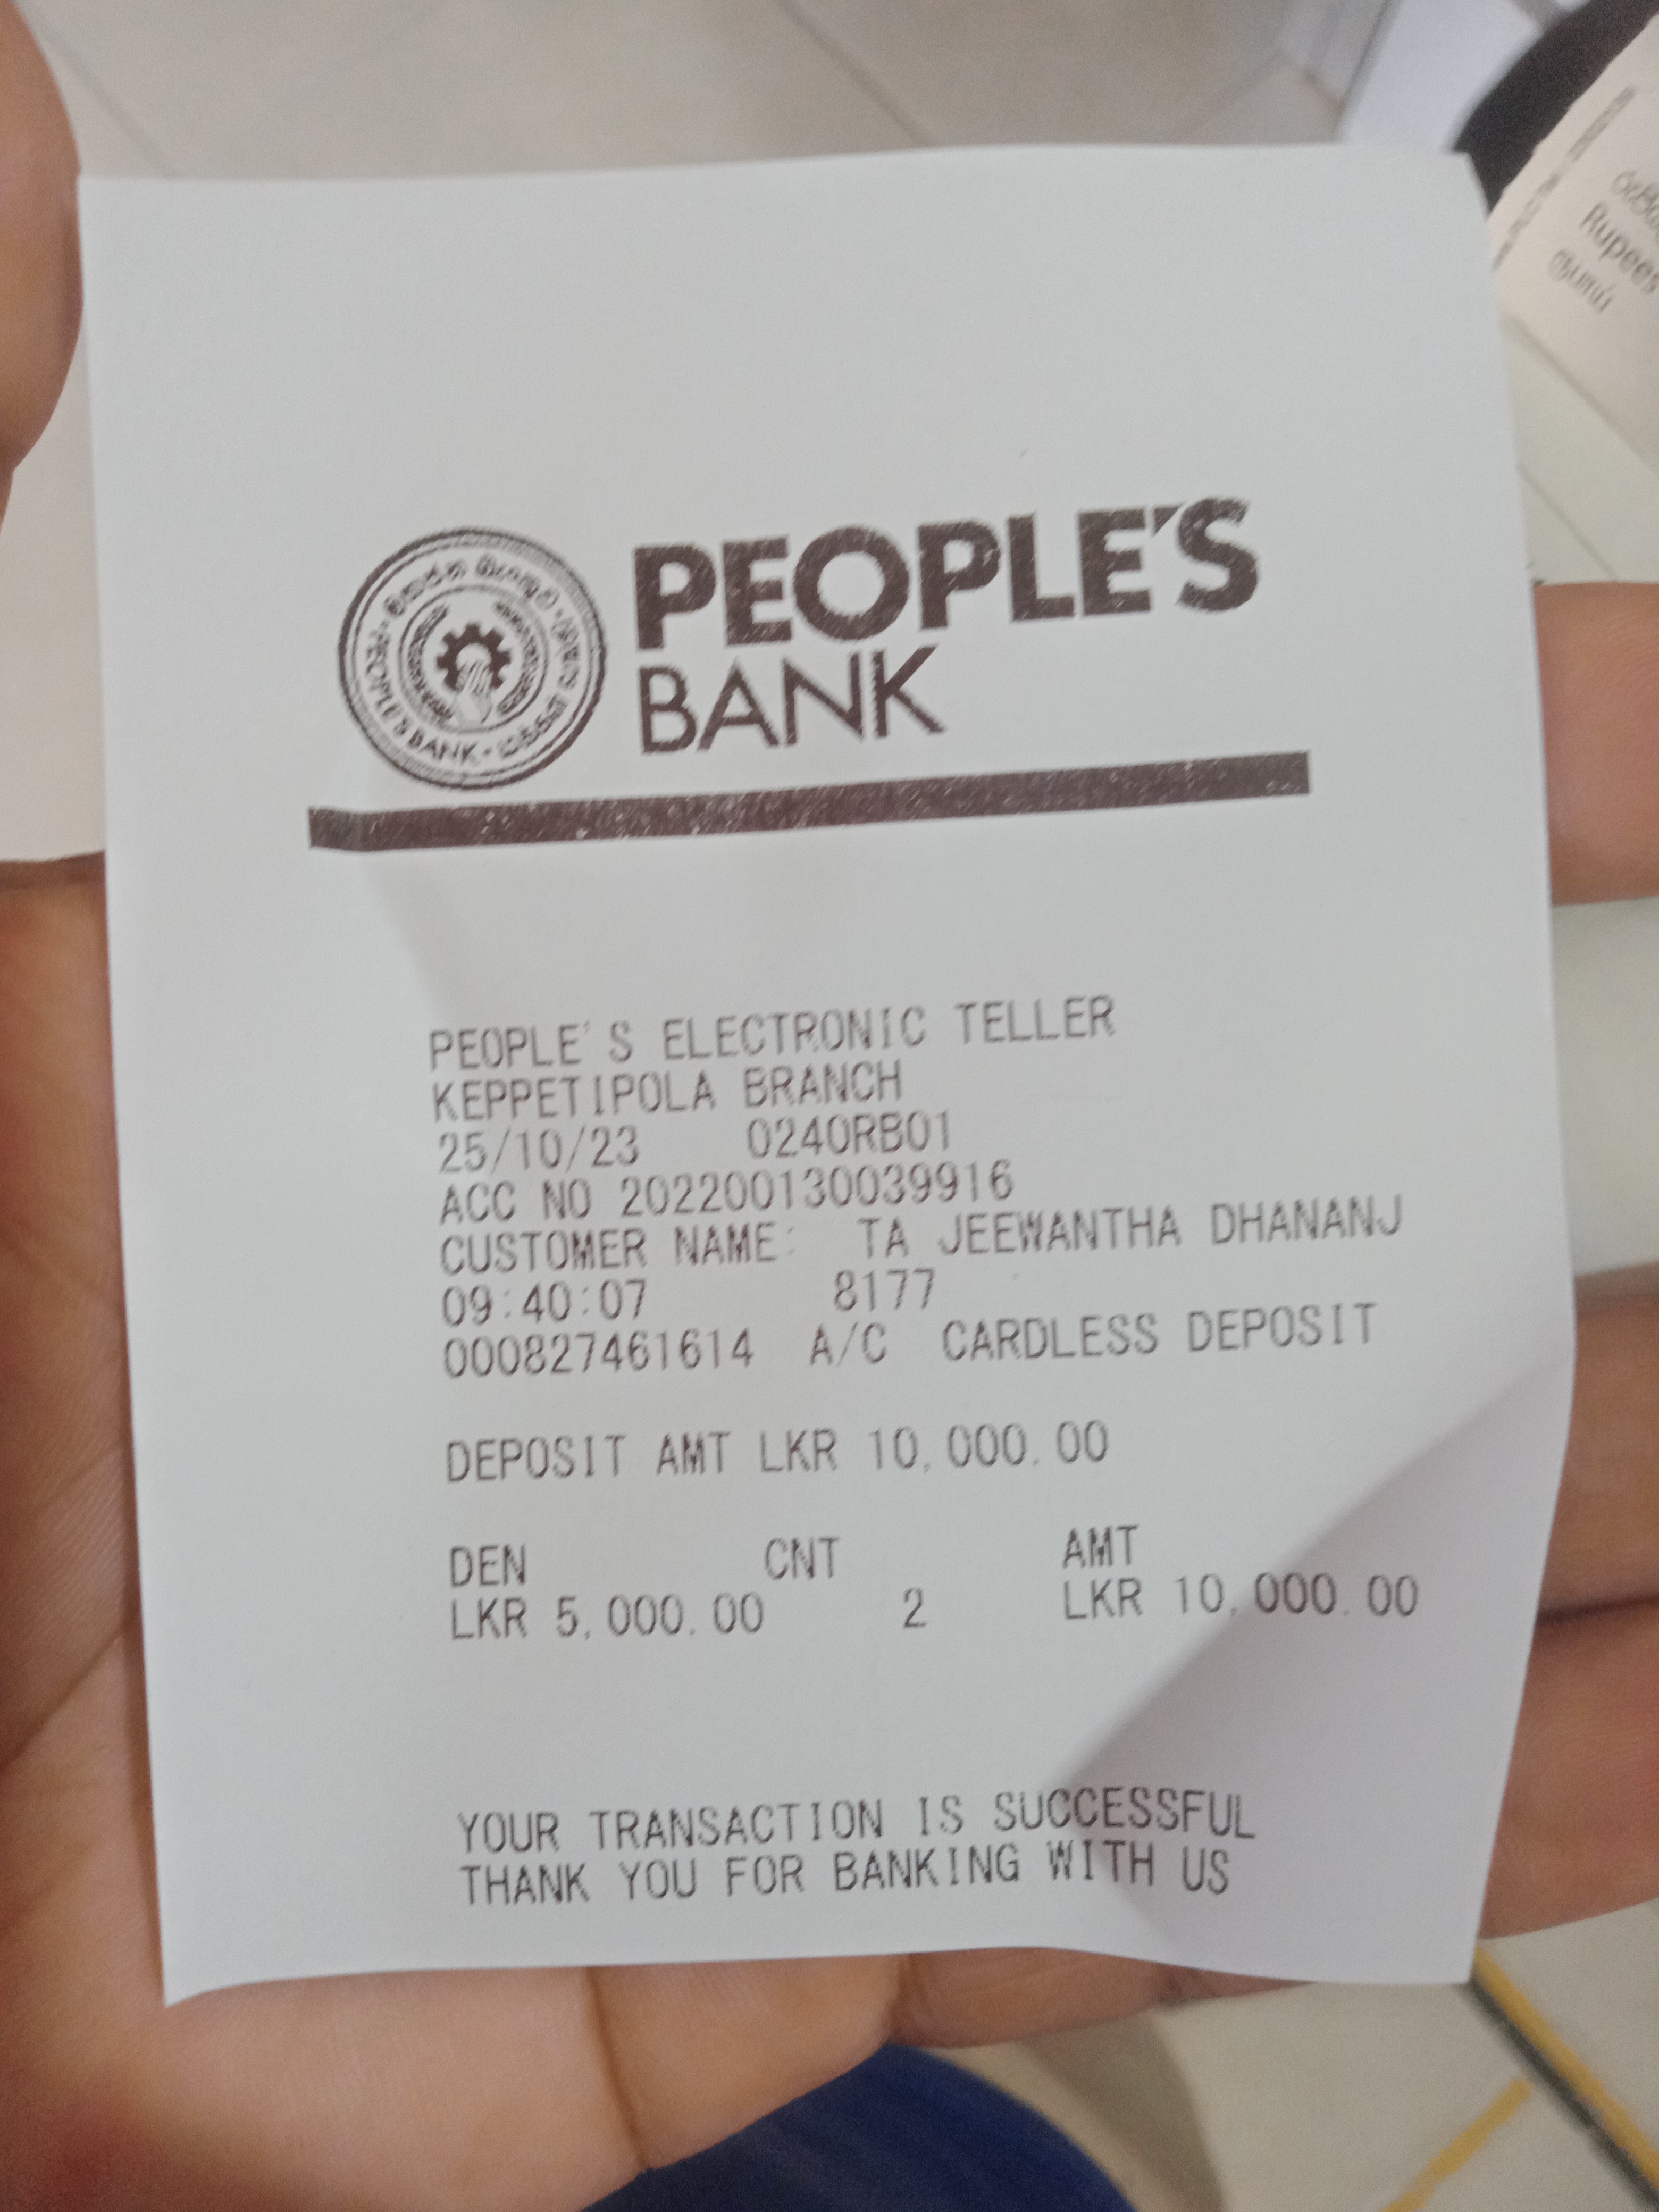 PEOPLE'S
BANK
PEOPLE'S BANK
PEOPLE'S ELECTRONIC TELLER
KEPPETIPOLA BRANCH
25/10/23 0240RB01
ACC NO 202200130039916
CUSTOMER NAME: TA JEEWANTHA DHANANJ
09:40:07 8177
000827461614 A/C CARDLESS DEPOSIT
DEPOSIT AMT LKR 10,000.00
DEN CNT AMT
LKR 5,000.00 2 LKR 10,000.00
YOUR TRANSACTION IS SUCCESSFUL
THANK YOU FOR BANKING WITH US
Rupees
ரூபாய்